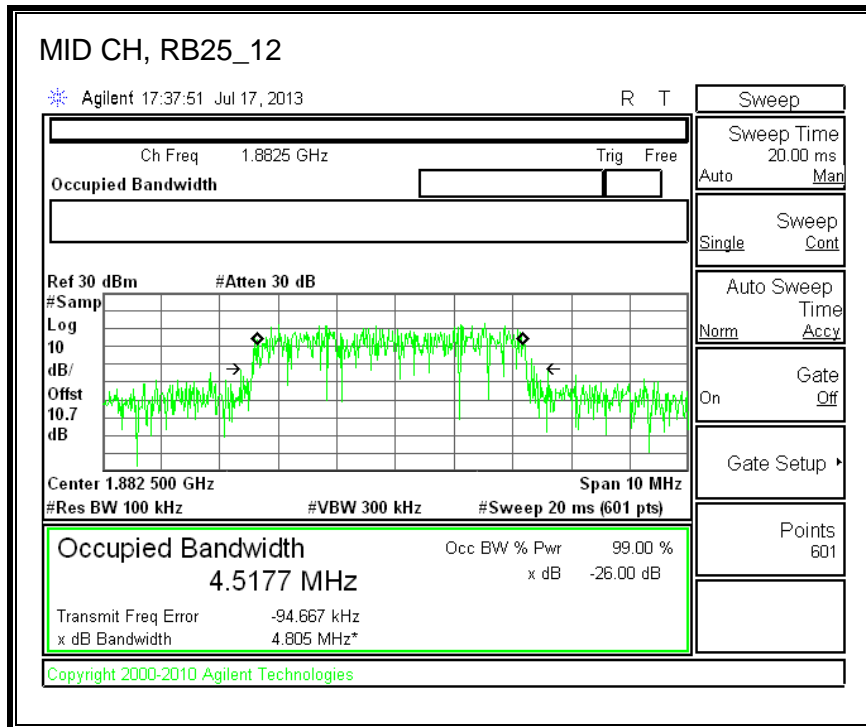 MID CH, RB25_12
Agilent 17:37:51 Jul 17, 2013 R T
Ch Freq 1.8825 GHz Trig Free
Occupied Bandwidth
Ref 30 dBm #Atten 30 dB
#Samp
Log
10
dB/
Offst
10.7
dB
Center 1.882 500 GHz Span 10 MHz
#Res BW 100 kHz #VBW 300 kHz #Sweep 20 ms (601 pts)
Occupied Bandwidth Occ BW % Pwr 99.00 %
4.5177 MHz x dB -26.00 dB
Transmit Freq Error -94.667 kHz
x dB Bandwidth 4.805 MHz*
Copyright 2000-2010 Agilent Technologies
Sweep
Sweep Time
20.00 ms
Auto Man
Sweep
Single Cont
Auto Sweep
Time
Norm Accy
Gate
On Off
Gate Setup
Points
601